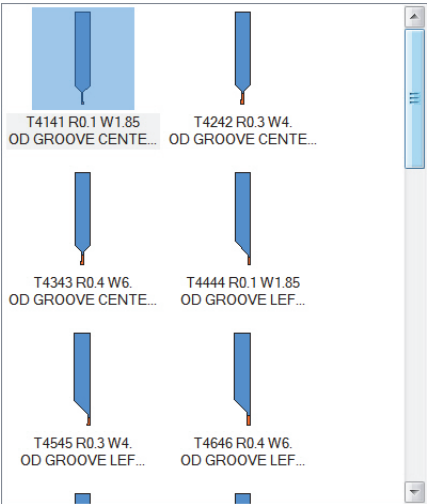 T4141 R0.1 W1.85
OD GROOVE CENTE...
T4242 R0.3 W4.
OD GROOVE CENTE...
T4343 R0.4 W6.
OD GROOVE CENTE...
T4444 R0.1 W1.85
OD GROOVE LEF...
T4545 R0.3 W4.
OD GROOVE LEF...
T4646 R0.4 W6.
OD GROOVE LEF...